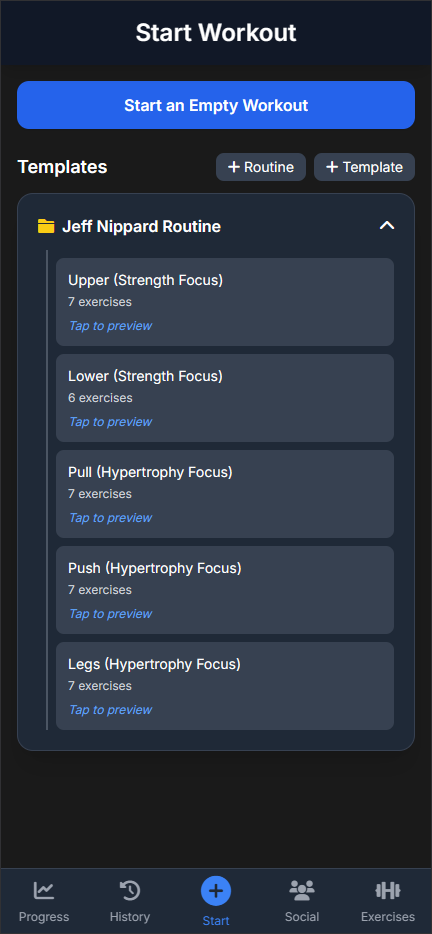 Start Workout
Start an Empty Workout
Templates
+ Routine
+ Template
Jeff Nippard Routine
Upper (Strength Focus)
7 exercises
Tap to preview
Lower (Strength Focus)
6 exercises
Tap to preview
Pull (Hypertrophy Focus)
7 exercises
Tap to preview
Push (Hypertrophy Focus)
7 exercises
Tap to preview
Legs (Hypertrophy Focus)
7 exercises
Tap to preview
Progress
History
Start
Social
Exercises